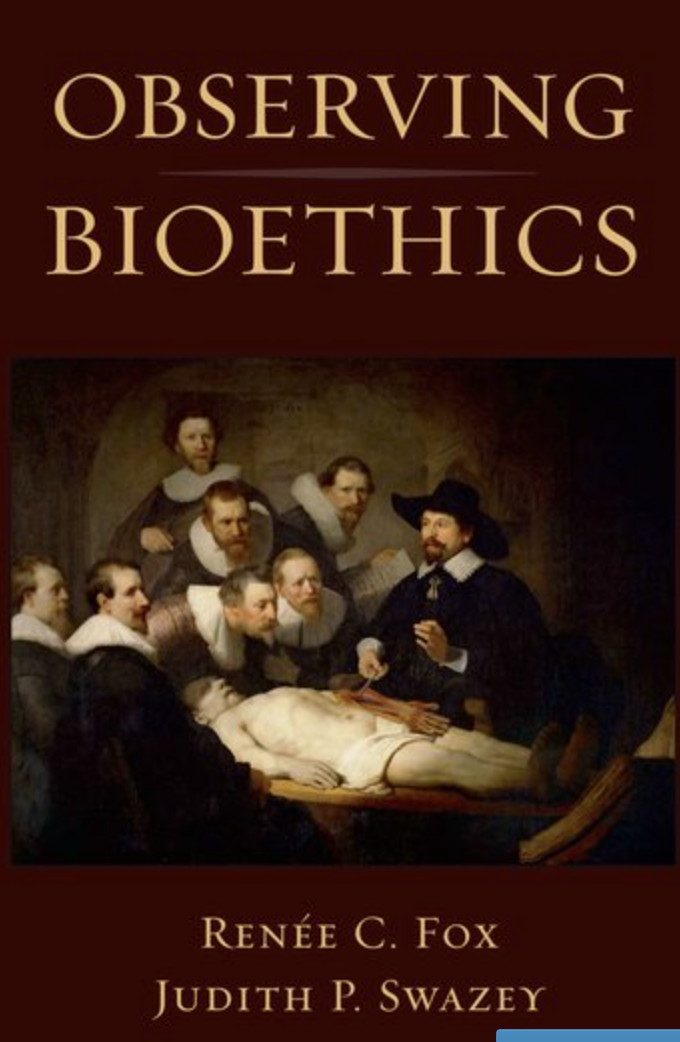 OBSERVING
BIOETHICS
RENÉE C. FOX
JUDITH P. SWAZEY